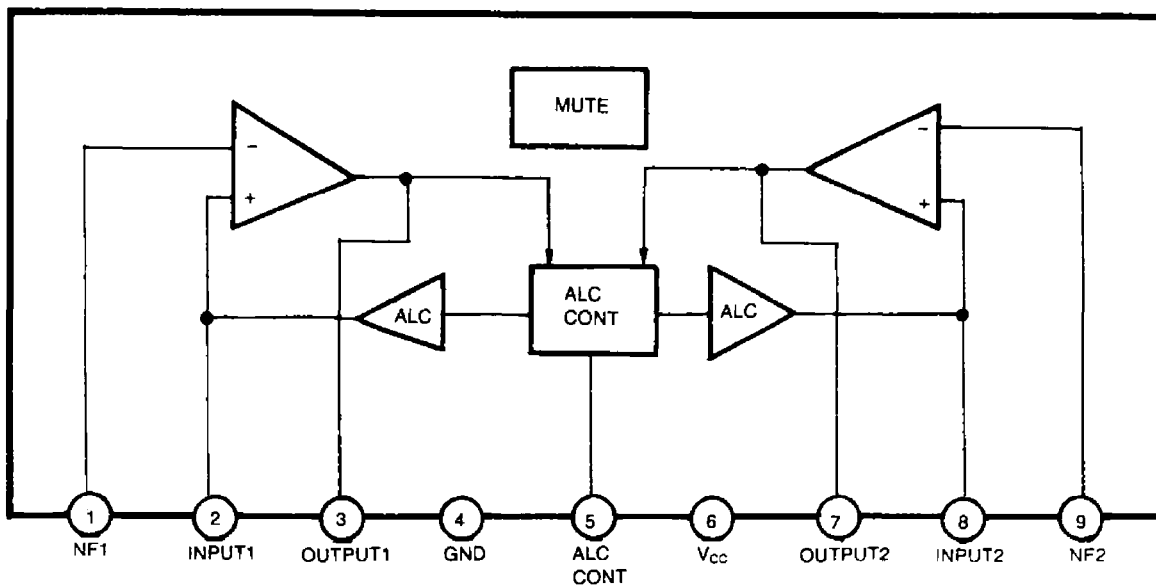 MUTE
-
+
-
+
ALC
ALC
CONT
ALC
1
2
3
4
5
6
7
8
9
NF1
INPUT1
OUTPUT1
GND
ALC
CONT
Vcc
OUTPUT2
INPUT2
NF2